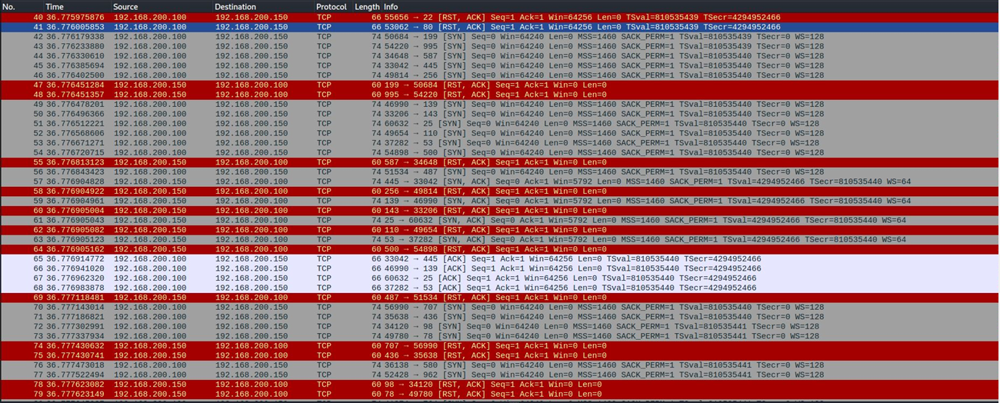 No. Time Source Destination Protocol Length Info
40 36.775975876 192.168.200.100 192.168.200.150 TCP 66 55656 → 22 [RST, ACK] Seq=1 Ack=1 Win=64256 Len=0 TSval=810535439 TSecr=4294952466
41 36.776005853 192.168.200.100 192.168.200.150 TCP 66 53062 → 80 [RST, ACK] Seq=1 Ack=1 Win=64256 Len=0 TSval=810535439 TSecr=4294952466
42 36.776179338 192.168.200.100 192.168.200.150 TCP 74 50684 → 199 [SYN] Seq=0 Win=64240 Len=0 MSS=1460 SACK_PERM=1 TSval=810535439 TSecr=0 WS=128
43 36.776233880 192.168.200.100 192.168.200.150 TCP 74 54220 → 995 [SYN] Seq=0 Win=64240 Len=0 MSS=1460 SACK_PERM=1 TSval=810535439 TSecr=0 WS=128
44 36.776330610 192.168.200.100 192.168.200.150 TCP 74 34648 → 587 [SYN] Seq=0 Win=64240 Len=0 MSS=1460 SACK_PERM=1 TSval=810535440 TSecr=0 WS=128
45 36.776385694 192.168.200.100 192.168.200.150 TCP 74 33042 → 445 [SYN] Seq=0 Win=64240 Len=0 MSS=1460 SACK_PERM=1 TSval=810535440 TSecr=0 WS=128
46 36.776402500 192.168.200.100 192.168.200.150 TCP 74 49814 → 256 [SYN] Seq=0 Win=64240 Len=0 MSS=1460 SACK_PERM=1 TSval=810535440 TSecr=0 WS=128
47 36.776451284 192.168.200.150 192.168.200.100 TCP 60 199 → 50684 [RST, ACK] Seq=1 Ack=1 Win=0 Len=0
48 36.776451357 192.168.200.150 192.168.200.100 TCP 60 995 → 54220 [RST, ACK] Seq=1 Ack=1 Win=0 Len=0
49 36.776478201 192.168.200.100 192.168.200.150 TCP 74 46990 → 139 [SYN] Seq=0 Win=64240 Len=0 MSS=1460 SACK_PERM=1 TSval=810535440 TSecr=0 WS=128
50 36.776496366 192.168.200.100 192.168.200.150 TCP 74 33206 → 143 [SYN] Seq=0 Win=64240 Len=0 MSS=1460 SACK_PERM=1 TSval=810535440 TSecr=0 WS=128
51 36.776512221 192.168.200.100 192.168.200.150 TCP 74 60632 → 25 [SYN] Seq=0 Win=64240 Len=0 MSS=1460 SACK_PERM=1 TSval=810535440 TSecr=0 WS=128
52 36.776568606 192.168.200.100 192.168.200.150 TCP 74 49654 → 110 [SYN] Seq=0 Win=64240 Len=0 MSS=1460 SACK_PERM=1 TSval=810535440 TSecr=0 WS=128
53 36.776671271 192.168.200.100 192.168.200.150 TCP 74 37282 → 53 [SYN] Seq=0 Win=64240 Len=0 MSS=1460 SACK_PERM=1 TSval=810535440 TSecr=0 WS=128
54 36.776720715 192.168.200.100 192.168.200.150 TCP 74 54898 → 500 [SYN] Seq=0 Win=64240 Len=0 MSS=1460 SACK_PERM=1 TSval=810535440 TSecr=0 WS=128
55 36.776813123 192.168.200.150 192.168.200.100 TCP 60 587 → 34648 [RST, ACK] Seq=1 Ack=1 Win=0 Len=0
56 36.776843423 192.168.200.100 192.168.200.150 TCP 74 51534 → 487 [SYN] Seq=0 Win=64240 Len=0 MSS=1460 SACK_PERM=1 TSval=810535440 TSecr=0 WS=128
57 36.776904828 192.168.200.150 192.168.200.100 TCP 74 445 → 33042 [SYN, ACK] Seq=0 Ack=1 Win=5792 Len=0 MSS=1460 SACK_PERM=1 TSval=4294952466 TSecr=810535440 WS=64
58 36.776904922 192.168.200.150 192.168.200.100 TCP 60 256 → 49814 [RST, ACK] Seq=1 Ack=1 Win=0 Len=0
59 36.776904961 192.168.200.150 192.168.200.100 TCP 74 139 → 46990 [SYN, ACK] Seq=0 Ack=1 Win=5792 Len=0 MSS=1460 SACK_PERM=1 TSval=4294952466 TSecr=810535440 WS=64
60 36.776905004 192.168.200.150 192.168.200.100 TCP 60 143 → 33206 [RST, ACK] Seq=1 Ack=1 Win=0 Len=0
61 36.776905043 192.168.200.150 192.168.200.100 TCP 74 25 → 60632 [SYN, ACK] Seq=0 Ack=1 Win=5792 Len=0 MSS=1460 SACK_PERM=1 TSval=4294952466 TSecr=810535440 WS=64
62 36.776905082 192.168.200.150 192.168.200.100 TCP 60 110 → 49654 [RST, ACK] Seq=1 Ack=1 Win=0 Len=0
63 36.776905123 192.168.200.150 192.168.200.100 TCP 74 53 → 37282 [SYN, ACK] Seq=0 Ack=1 Win=5792 Len=0 MSS=1460 SACK_PERM=1 TSval=4294952466 TSecr=810535440 WS=64
64 36.776905162 192.168.200.150 192.168.200.100 TCP 60 500 → 54898 [RST, ACK] Seq=1 Ack=1 Win=0 Len=0
65 36.776914772 192.168.200.100 192.168.200.150 TCP 66 33042 → 445 [ACK] Seq=1 Ack=1 Win=64256 Len=0 TSval=810535440 TSecr=4294952466
66 36.776941020 192.168.200.100 192.168.200.150 TCP 66 46990 → 139 [ACK] Seq=1 Ack=1 Win=64256 Len=0 TSval=810535440 TSecr=4294952466
67 36.776962320 192.168.200.100 192.168.200.150 TCP 66 60632 → 25 [ACK] Seq=1 Ack=1 Win=64256 Len=0 TSval=810535440 TSecr=4294952466
68 36.776983878 192.168.200.100 192.168.200.150 TCP 66 37282 → 53 [ACK] Seq=1 Ack=1 Win=64256 Len=0 TSval=810535440 TSecr=4294952466
69 36.777118481 192.168.200.150 192.168.200.100 TCP 60 487 → 51534 [RST, ACK] Seq=1 Ack=1 Win=0 Len=0
70 36.777143014 192.168.200.100 192.168.200.150 TCP 74 56990 → 707 [SYN] Seq=0 Win=64240 Len=0 MSS=1460 SACK_PERM=1 TSval=810535440 TSecr=0 WS=128
71 36.777186821 192.168.200.100 192.168.200.150 TCP 74 35638 → 436 [SYN] Seq=0 Win=64240 Len=0 MSS=1460 SACK_PERM=1 TSval=810535440 TSecr=0 WS=128
72 36.777302991 192.168.200.100 192.168.200.150 TCP 74 34120 → 98 [SYN] Seq=0 Win=64240 Len=0 MSS=1460 SACK_PERM=1 TSval=810535441 TSecr=0 WS=128
73 36.777337934 192.168.200.100 192.168.200.150 TCP 74 49780 → 78 [SYN] Seq=0 Win=64240 Len=0 MSS=1460 SACK_PERM=1 TSval=810535441 TSecr=0 WS=128
74 36.777430632 192.168.200.150 192.168.200.100 TCP 60 707 → 56990 [RST, ACK] Seq=1 Ack=1 Win=0 Len=0
75 36.777430741 192.168.200.150 192.168.200.100 TCP 60 436 → 35638 [RST, ACK] Seq=1 Ack=1 Win=0 Len=0
76 36.777473018 192.168.200.100 192.168.200.150 TCP 74 36138 → 580 [SYN] Seq=0 Win=64240 Len=0 MSS=1460 SACK_PERM=1 TSval=810535441 TSecr=0 WS=128
77 36.777522494 192.168.200.100 192.168.200.150 TCP 74 52428 → 962 [SYN] Seq=0 Win=64240 Len=0 MSS=1460 SACK_PERM=1 TSval=810535441 TSecr=0 WS=128
78 36.777623082 192.168.200.150 192.168.200.100 TCP 60 98 → 34120 [RST, ACK] Seq=1 Ack=1 Win=0 Len=0
79 36.777623149 192.168.200.150 192.168.200.100 TCP 60 78 → 49780 [RST, ACK] Seq=1 Ack=1 Win=0 Len=0